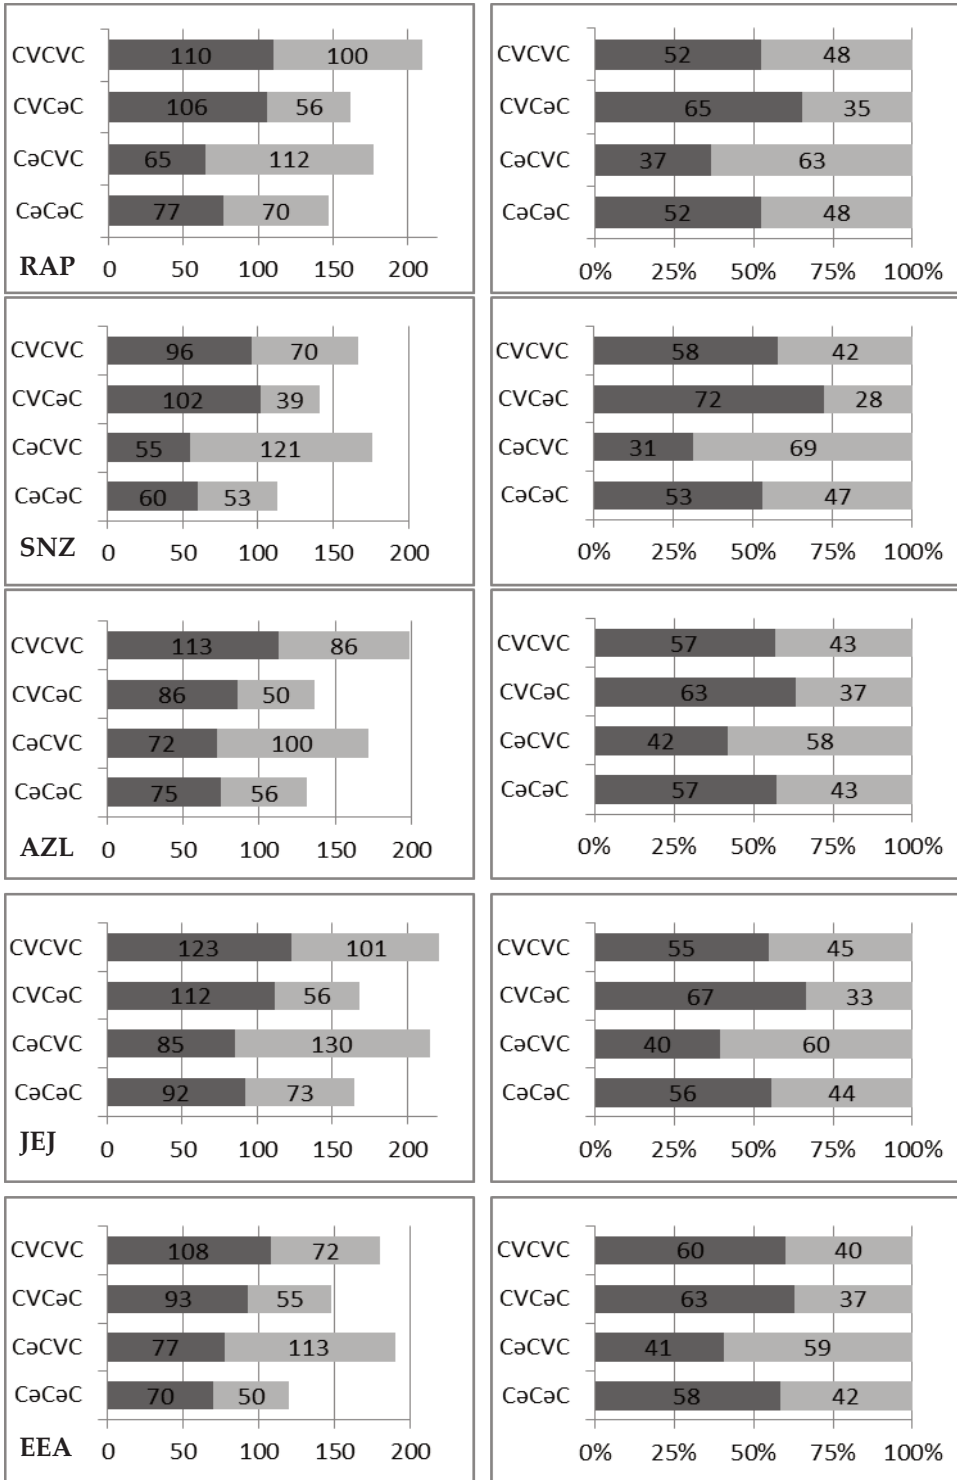 CVCVC 110 100
CVCəC 106 56
CəCVC 65 112
CəCəC 77 70
RAP 0 50 100 150 200
CVCVC 52 48
CVCəC 65 35
CəCVC 37 63
CəCəC 52 48
0% 25% 50% 75% 100%
CVCVC 96 70
CVCəC 102 39
CəCVC 55 121
CəCəC 60 53
SNZ 0 50 100 150 200
CVCVC 58 42
CVCəC 72 28
CəCVC 31 69
CəCəC 53 47
0% 25% 50% 75% 100%
CVCVC 113 86
CVCəC 86 50
CəCVC 72 100
CəCəC 75 56
AZL 0 50 100 150 200
CVCVC 57 43
CVCəC 63 37
CəCVC 42 58
CəCəC 57 43
0% 25% 50% 75% 100%
CVCVC 123 101
CVCəC 112 56
CəCVC 85 130
CəCəC 92 73
JEJ 0 50 100 150 200
CVCVC 55 45
CVCəC 67 33
CəCVC 40 60
CəCəC 56 44
0% 25% 50% 75% 100%
CVCVC 108 72
CVCəC 93 55
CəCVC 77 113
CəCəC 70 50
EEA 0 50 100 150 200
CVCVC 60 40
CVCəC 63 37
CəCVC 41 59
CəCəC 58 42
0% 25% 50% 75% 100%